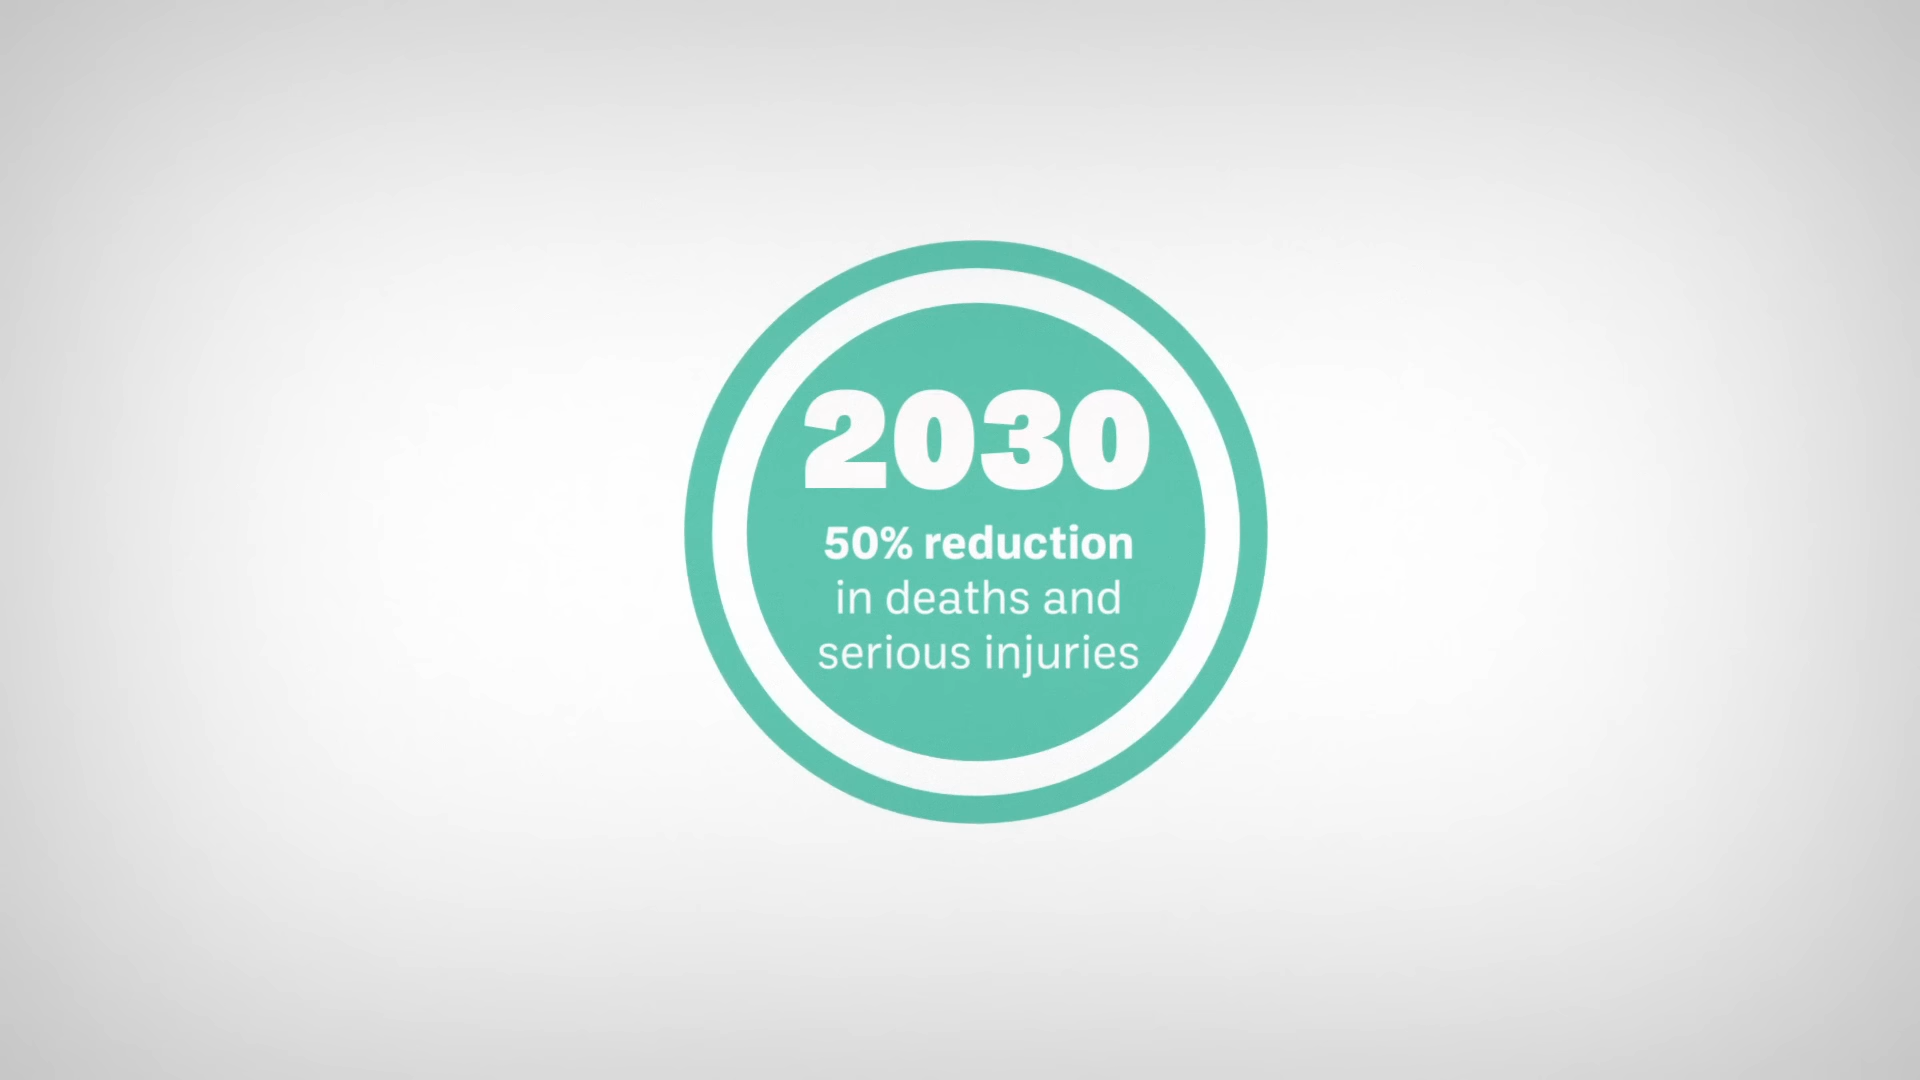 2030
50% reduction
in deaths and
serious injuries